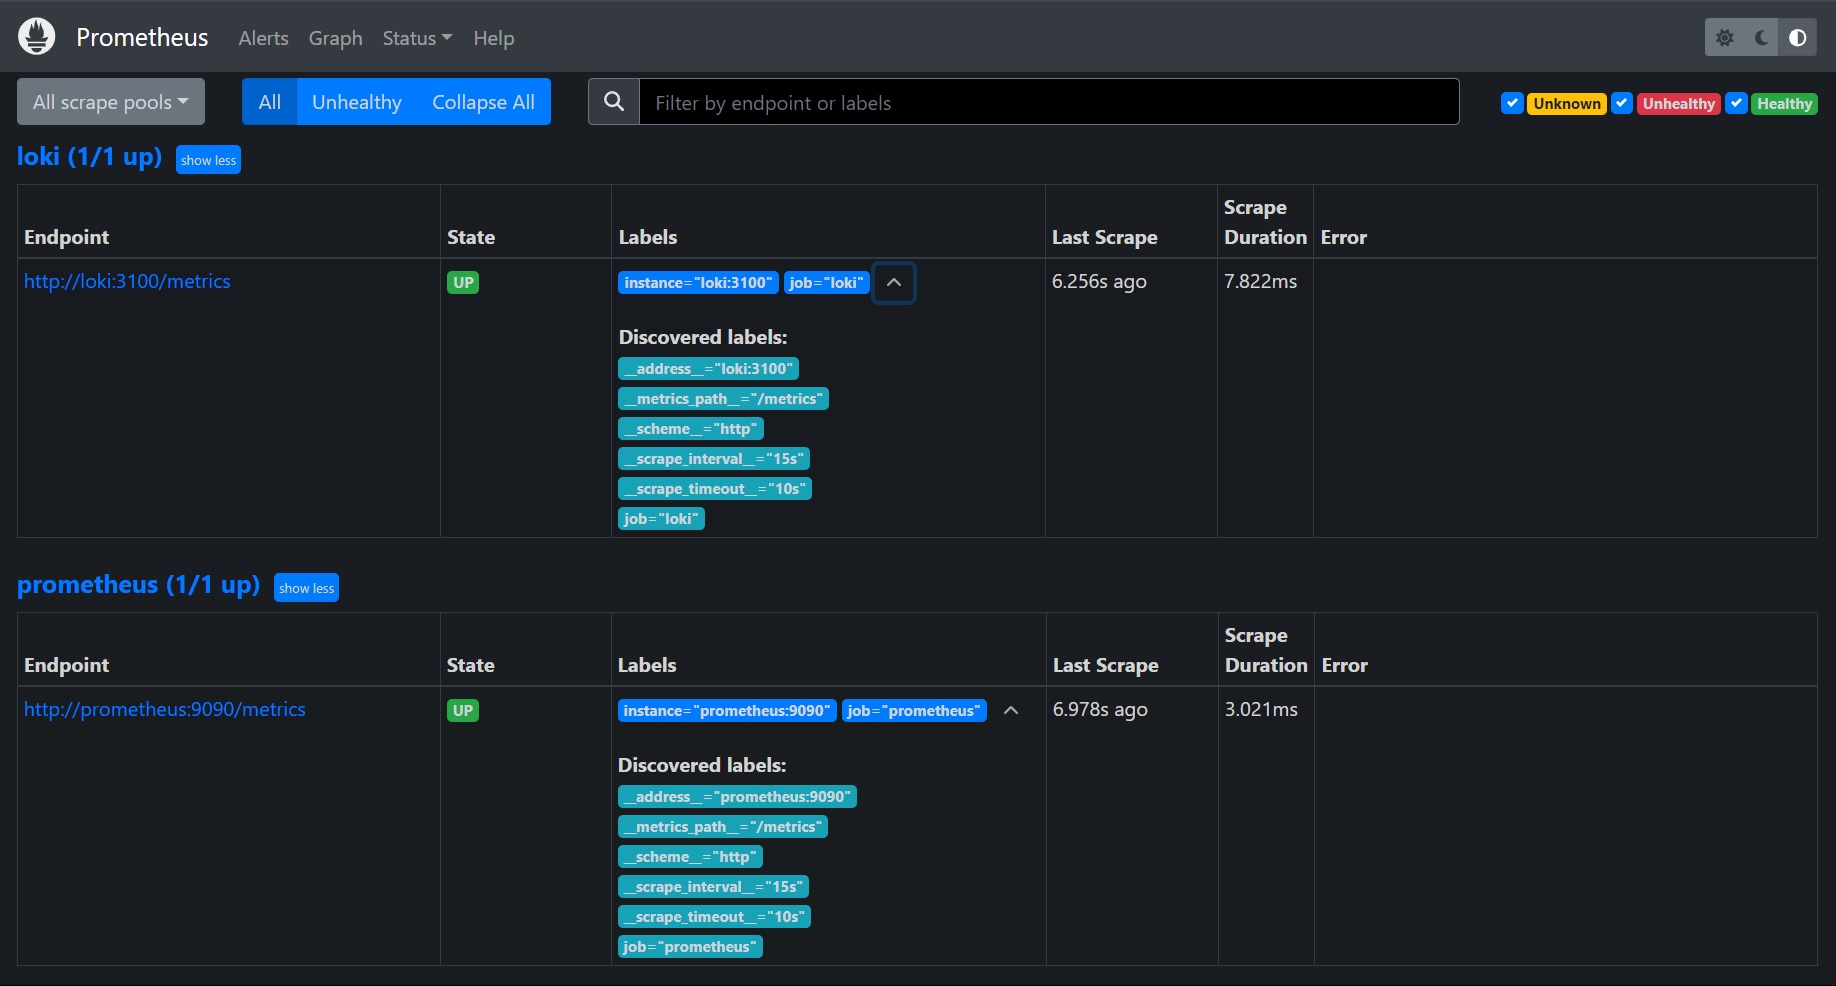 Prometheus Alerts Graph Status Help
All scrape pools All Unhealthy Collapse All Filter by endpoint or labels Unknown Unhealthy Healthy
loki (1/1 up) show less
Endpoint State Labels Last Scrape Scrape Duration Error
http://loki:3100/metrics UP instance="loki:3100" job="loki" 6.256s ago 7.822ms
Discovered labels:
__address__="loki:3100"
__metrics_path__="/metrics"
__scheme__="http"
__scrape_interval__="15s"
__scrape_timeout__="10s"
job="loki"
prometheus (1/1 up) show less
Endpoint State Labels Last Scrape Scrape Duration Error
http://prometheus:9090/metrics UP instance="prometheus:9090" job="prometheus" 6.978s ago 3.021ms
Discovered labels:
__address__="prometheus:9090"
__metrics_path__="/metrics"
__scheme__="http"
__scrape_interval__="15s"
__scrape_timeout__="10s"
job="prometheus"